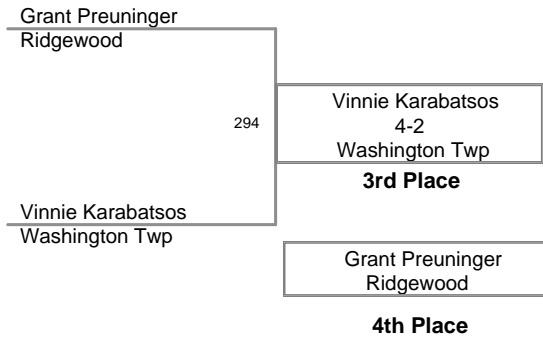 Grant Preuninger
Ridgewood
294
Vinnie Karabatsos
4-2
Washington Twp
3rd Place
Vinnie Karabatsos
Washington Twp
Grant Preuninger
Ridgewood
4th Place